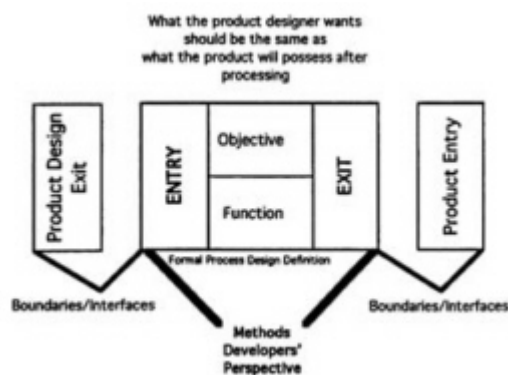 What the product designer wants
should be the same as
what the product will possess after
processing
Product Design
Exit
ENTRY
Objective
Function
EXIT
Product Entry
Formal Process Design Definition
Boundaries/Interfaces
Boundaries/Interfaces
Methods
Developers'
Perspective